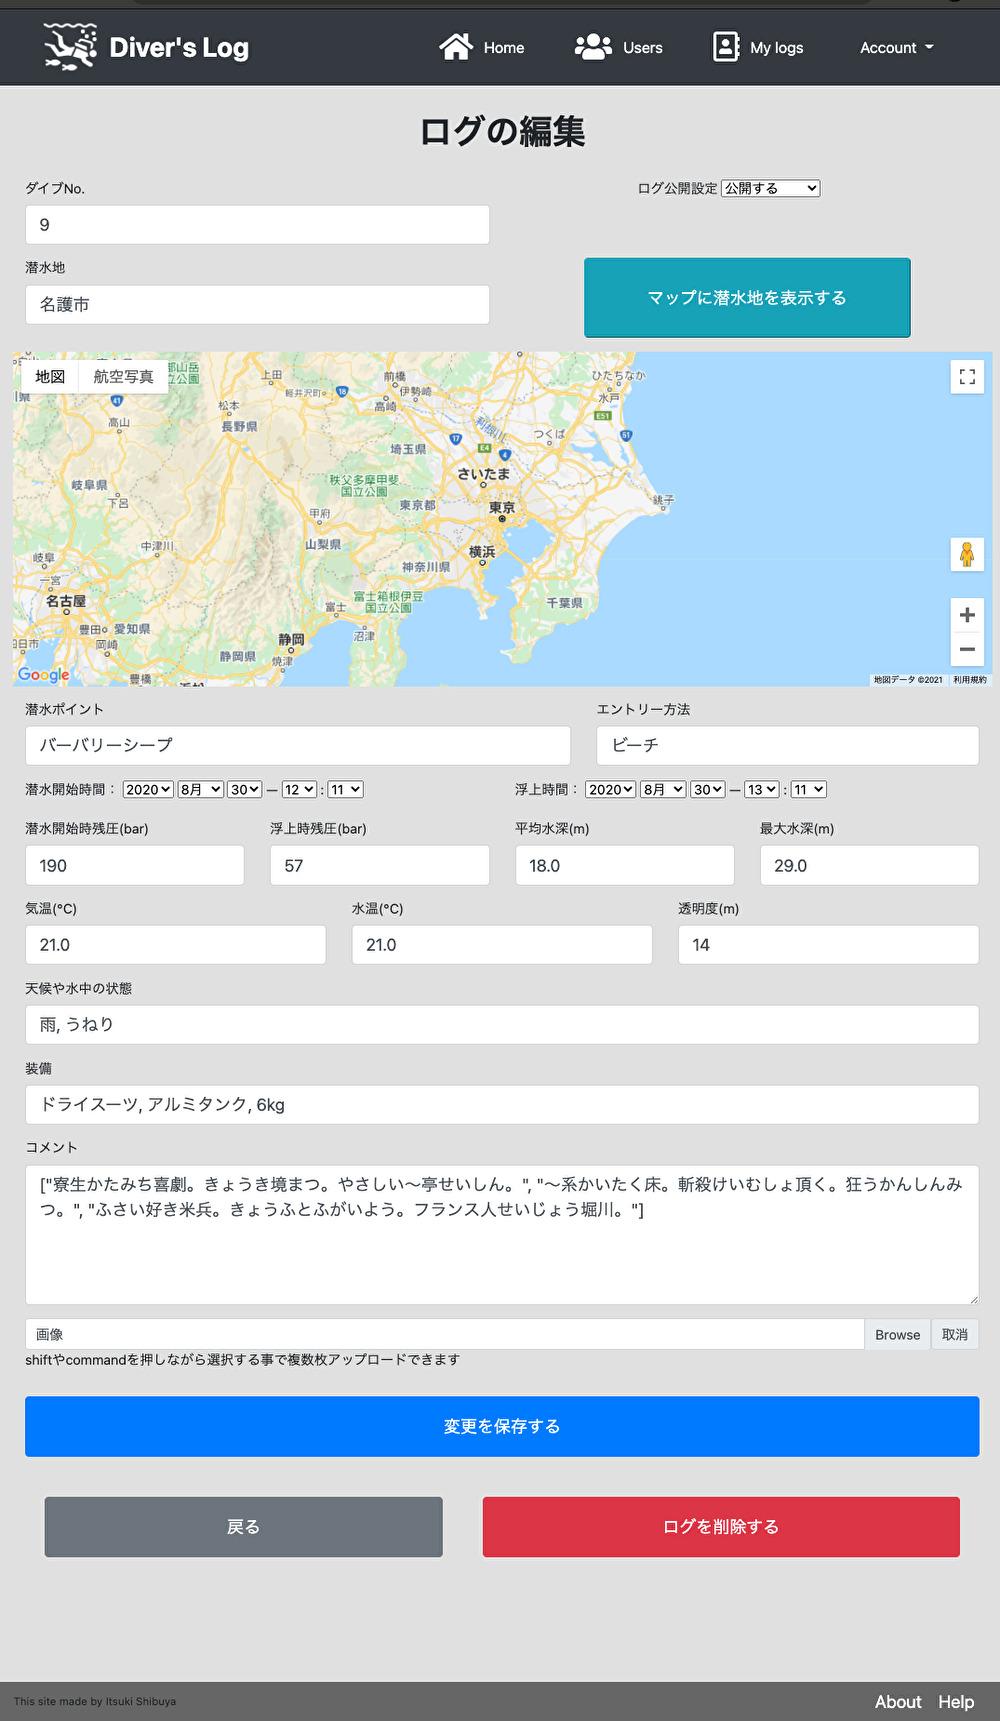 Diver's Log
Home
Users
My logs
Account
ログの編集
ダイブNo.
ログ公開設定 公開する
9
潜水地
名護市
マップに潜水地を表示する
地図
航空写真
上田
前橋
伊勢崎
軽井沢町
18
高崎
ひたちなか
水戸
E51
41
高山
松本
長野県
利根川
17
E4
4
つくば
51
埼玉県
さいたま
岐阜県
下呂
秩父多摩甲斐
国立公園
東京都
東京
銚子
甲府
山梨県
中津川
横浜
神奈川県
岐阜
一宮
名古屋
富士箱根伊豆
国立公園
富士
千葉県
豊田
愛知県
岡崎
静岡
沼津
静岡県
焼津
豊橋
浜松
Google
地図データ ©2021
利用規約
潜水ポイント
エントリー方法
バーバリーシープ
ビーチ
潜水開始時間： 2020 8月 30 — 12 : 11
浮上時間： 2020 8月 30 — 13 : 11
潜水開始時残圧(bar)
浮上時残圧(bar)
平均水深(m)
最大水深(m)
190
57
18.0
29.0
気温(°C)
水温(°C)
透明度(m)
21.0
21.0
14
天候や水中の状態
雨, うねり
装備
ドライスーツ, アルミタンク, 6kg
コメント
["寮生かたみち喜劇。きょうき境まつ。やさしい〜亭せいしん。", "〜系かいたく床。斬殺けいむしょ頂く。狂うかんしんみ
つ。", "ふさい好き米兵。きょうふとふがいよう。フランス人せいじょう堀川。"]
画像
Browse
取消
shiftやcommandを押しながら選択する事で複数枚アップロードできます
変更を保存する
戻る
ログを削除する
This site made by Itsuki Shibuya
About
Help